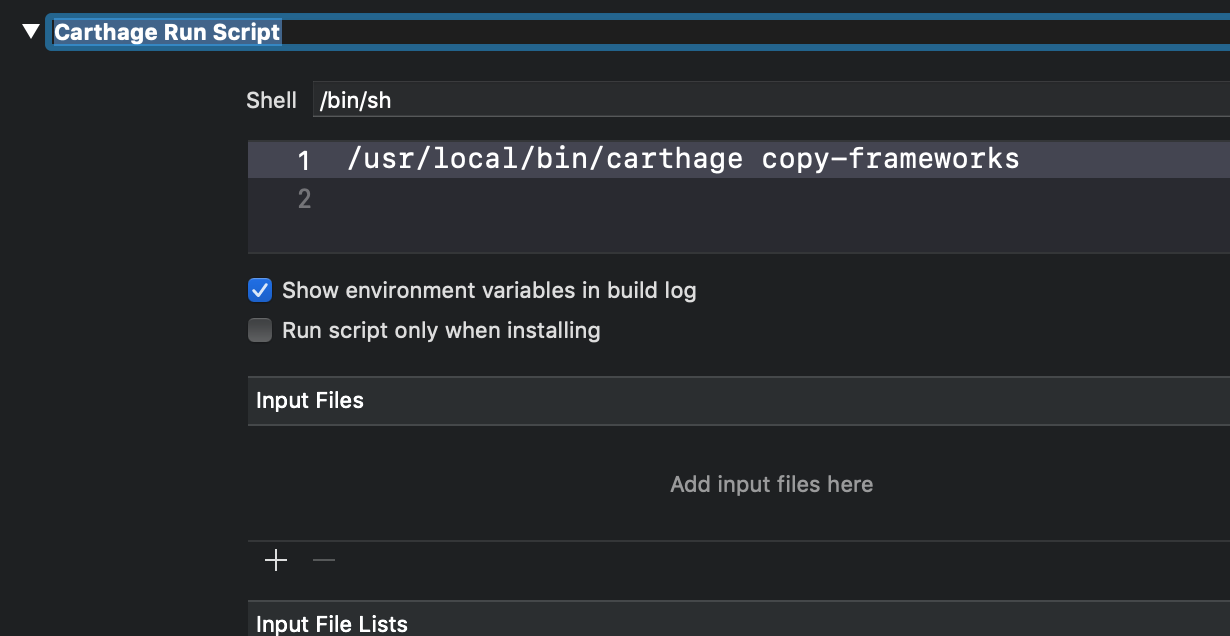 Carthage Run Script
Shell /bin/sh
1 /usr/local/bin/carthage copy-frameworks
2
Show environment variables in build log
Run script only when installing
Input Files
Add input files here
Input File Lists